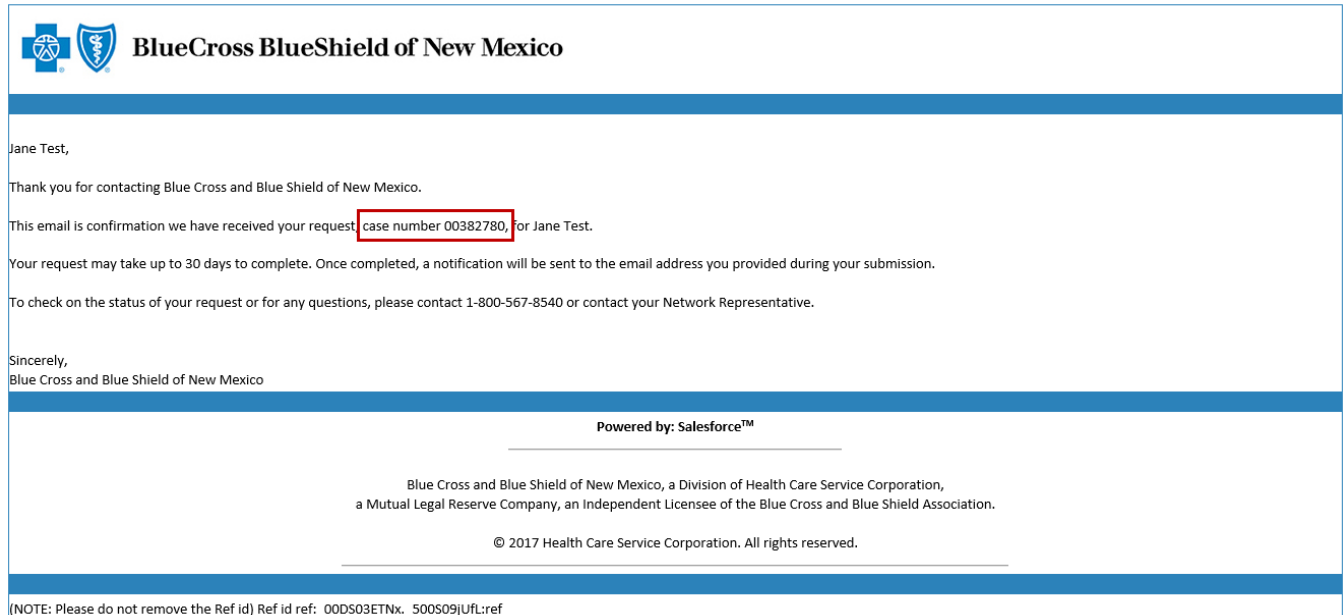 BlueCross BlueShield of New Mexico
Jane Test,
Thank you for contacting Blue Cross and Blue Shield of New Mexico.
This email is confirmation we have received your request, case number 00382780, for Jane Test.
Your request may take up to 30 days to complete. Once completed, a notification will be sent to the email address you provided during your submission.
To check on the status of your request or for any questions, please contact 1-800-567-8540 or contact your Network Representative.
Sincerely,
Blue Cross and Blue Shield of New Mexico
Powered by: Salesforce™
Blue Cross and Blue Shield of New Mexico, a Division of Health Care Service Corporation,
a Mutual Legal Reserve Company, an Independent Licensee of the Blue Cross and Blue Shield Association.
© 2017 Health Care Service Corporation. All rights reserved.
(NOTE: Please do not remove the Ref id) Ref id ref:_00DS03ETNx._500S09jUfL:ref